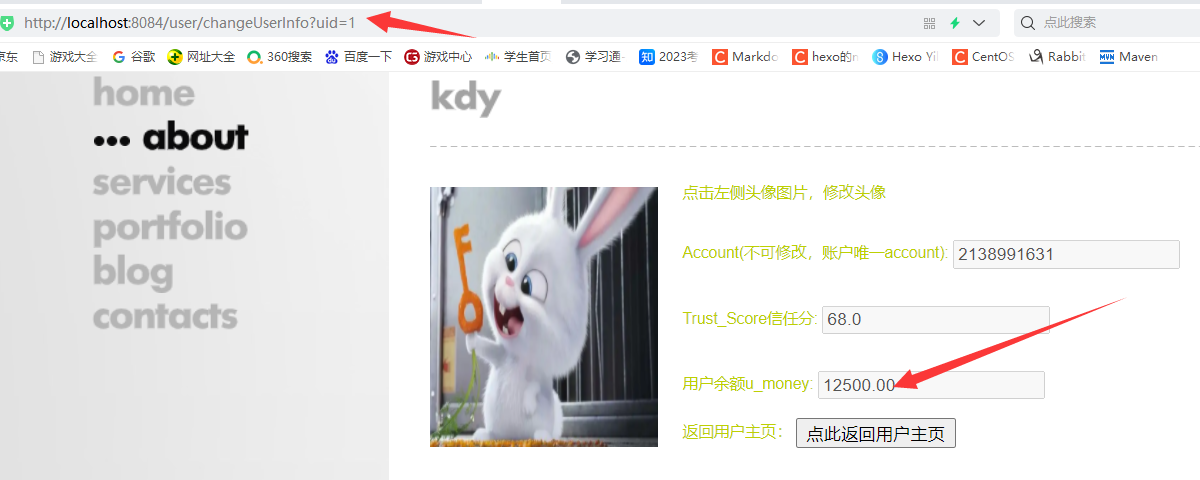 http://localhost:8084/user/changeUserInfo?uid=1
点此搜索
京东 游戏大全 谷歌 网址大全 360搜索 百度一下 游戏中心 学生首页 学习通- 2023考 Markdo hexo的n Hexo Yil CentOS Rabbit Maven
home
••• about
services
portfolio
blog
contacts
kdy
点击左侧头像图片，修改头像
Account(不可修改，账户唯一account): 2138991631
Trust_Score信任分: 68.0
用户余额u_money: 12500.00
返回用户主页： 点此返回用户主页